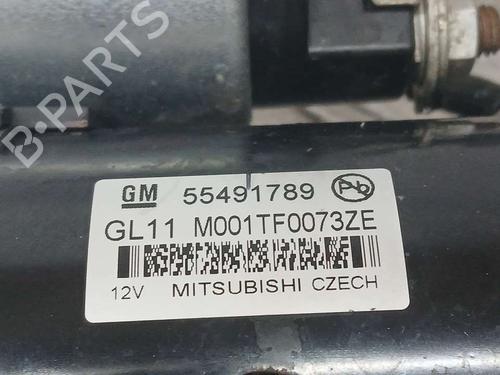 B-PARTS
GM 55491789 Pb
GL11 M001TF0073ZE
12V MITSUBISHI CZECH